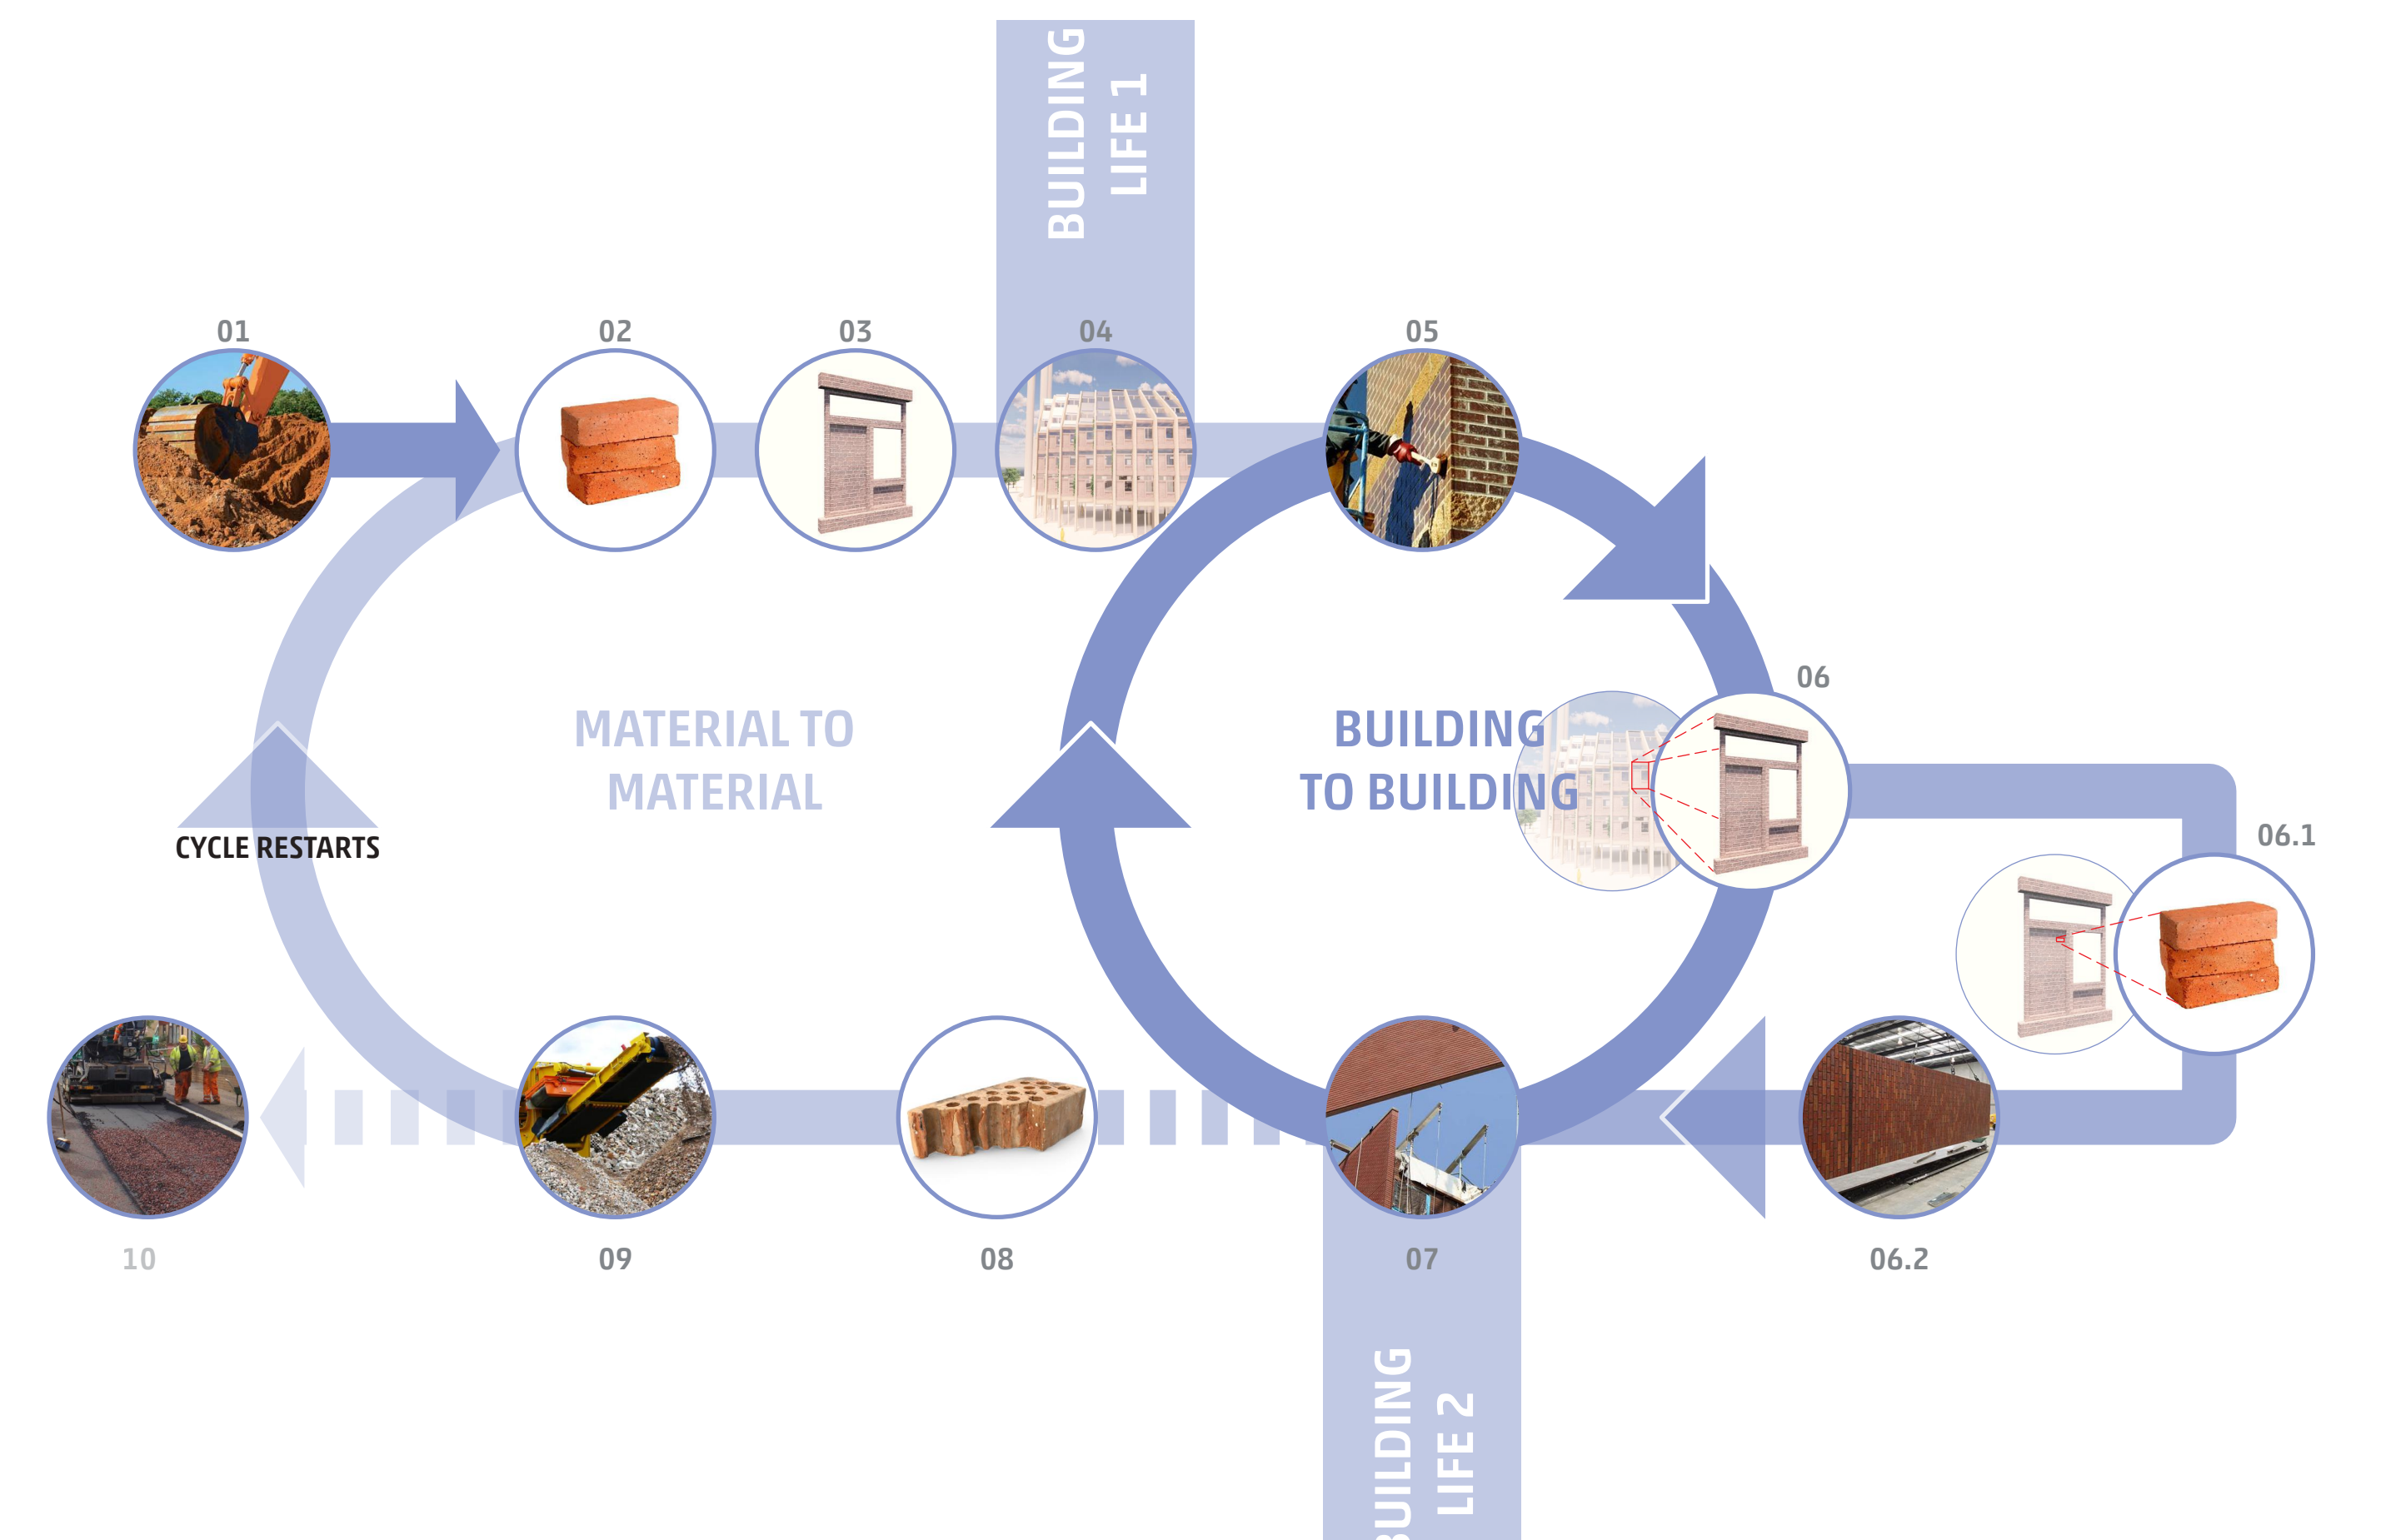 BUILDING
LIFE 1
01
02
03
04
05
06
MATERIAL TO
MATERIAL
BUILDING
TO BUILDING
06.1
CYCLE RESTARTS
10
09
08
07
06.2
BUILDING
LIFE 2